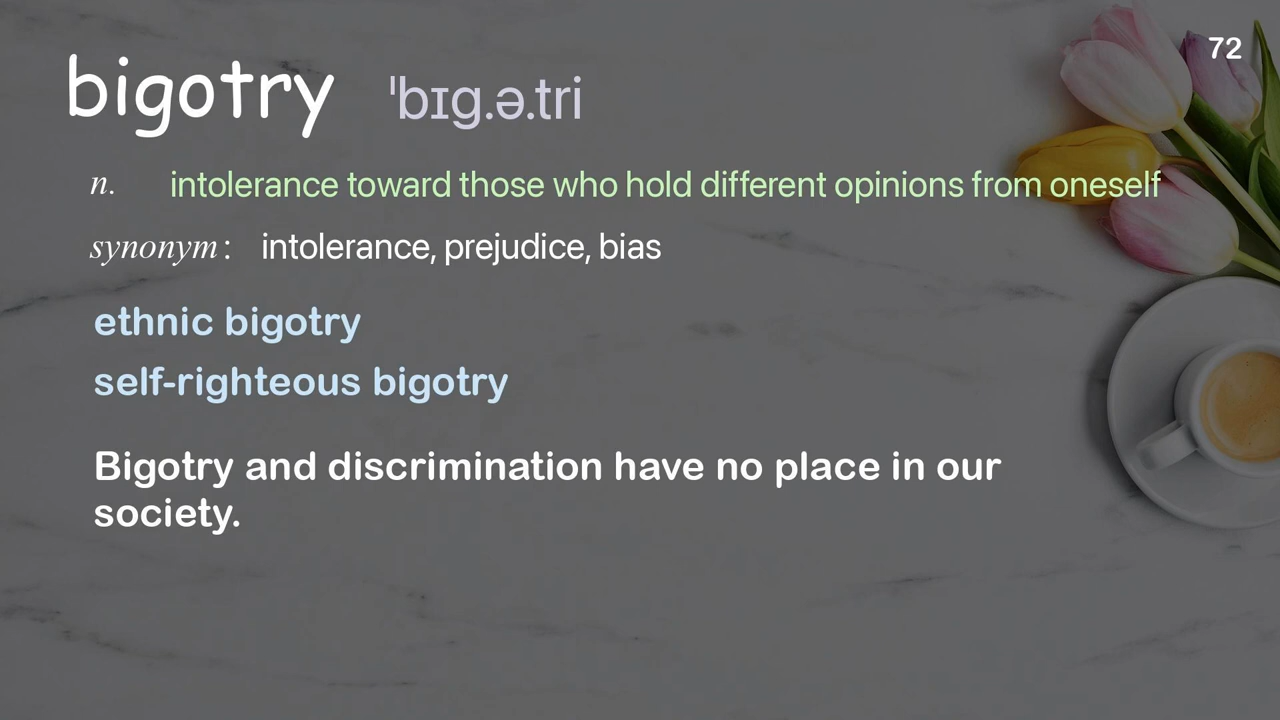 72
bigotry ˈbɪɡ.ə.tri
n. intolerance toward those who hold different opinions from oneself
synonym: intolerance, prejudice, bias
ethnic bigotry
self-righteous bigotry
Bigotry and discrimination have no place in our
society.